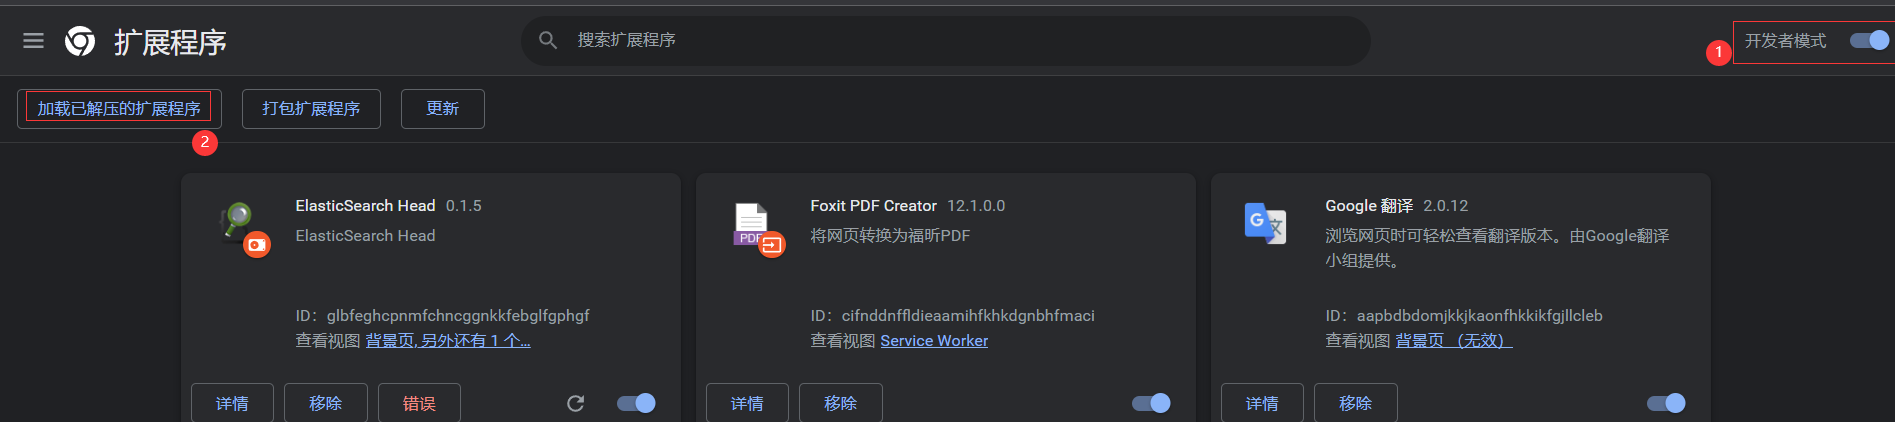 扩展程序
搜索扩展程序
开发者模式
1
加载已解压的扩展程序
打包扩展程序
更新
2
ElasticSearch Head 0.1.5
ElasticSearch Head
ID：glbfeghcpnmfchncggnkkfebglfgphgf
查看视图 背景页, 另外还有 1 个...
详情
移除
错误
PDF
Foxit PDF Creator 12.1.0.0
将网页转换为福昕PDF
ID：cifnddnffldieaamihfkhkdgnbhfmaci
查看视图 Service Worker
详情
移除
G 文
Google 翻译 2.0.12
浏览网页时可轻松查看翻译版本。由Google翻译
小组提供。
ID：aapbdbdomjkkjkaonfhkkikfgjllcleb
查看视图 背景页 （无效）
详情
移除